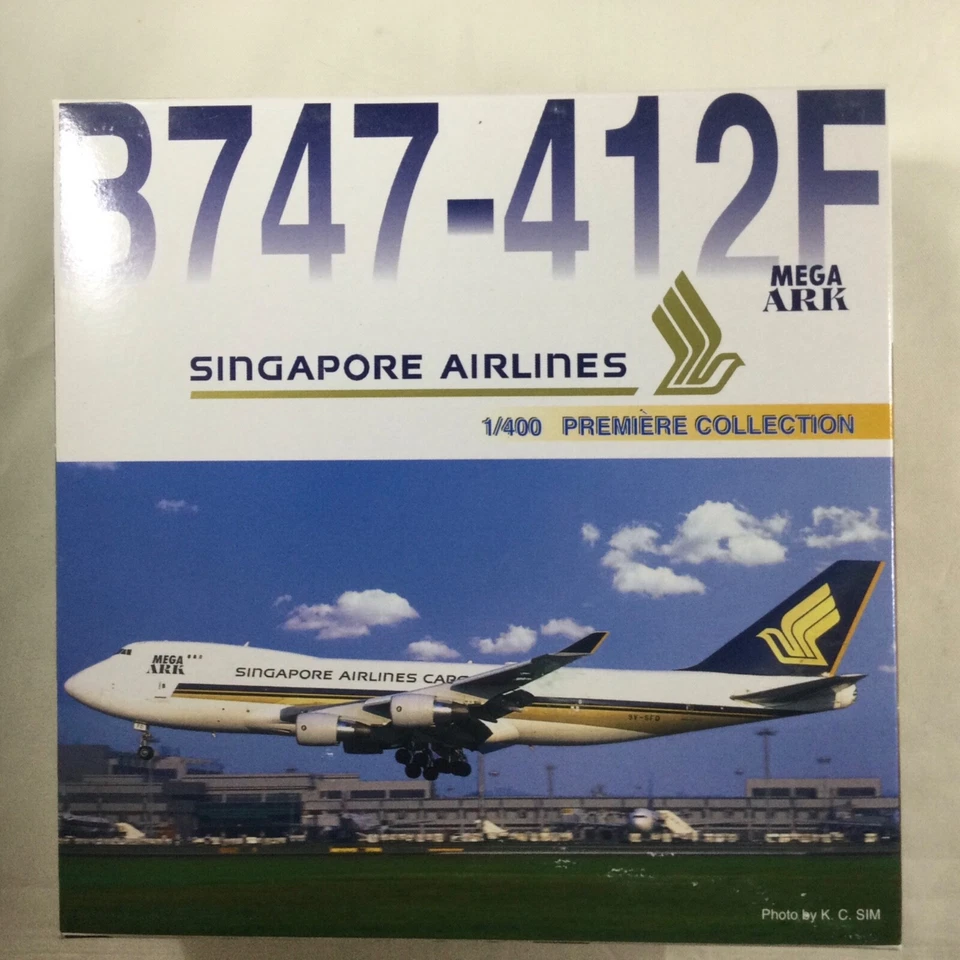 B747-412F
MEGA
ARK
SINGAPORE AIRLINES
1/400 PREMIÈRE COLLECTION
MEGA
ARK
SINGAPORE AIRLINES CARGO
Photo by K. C. SIM